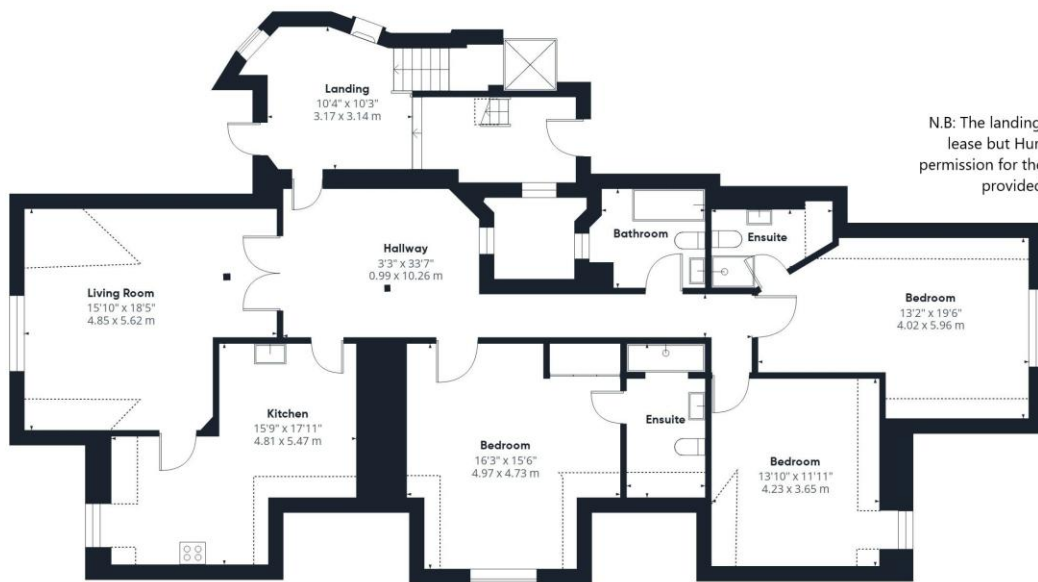 Landing
10'4" x 10'3"
3.17 x 3.14 m
N.B: The landing
lease but Hur
permission for the
provided
Hallway
3'3" x 33'7"
0.99 x 10.26 m
Bathroom
Ensuite
Living Room
15'10" x 18'5"
4.85 x 5.62 m
Bedroom
13'2" x 19'6"
4.02 x 5.96 m
Kitchen
15'9" x 17'11"
4.81 x 5.47 m
Bedroom
16'3" x 15'6"
4.97 x 4.73 m
Ensuite
Bedroom
13'10" x 11'11"
4.23 x 3.65 m